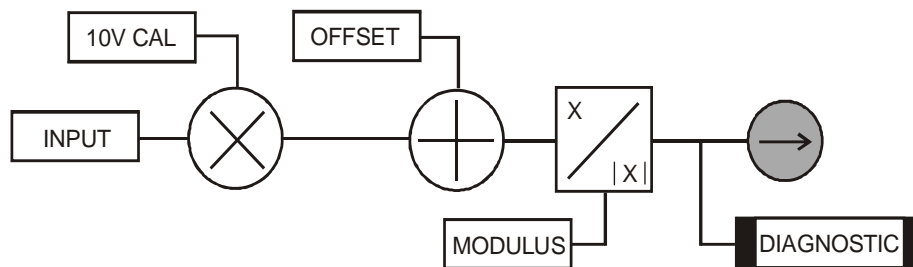 10V CAL
OFFSET
INPUT
X
|X|
MODULUS
DIAGNOSTIC